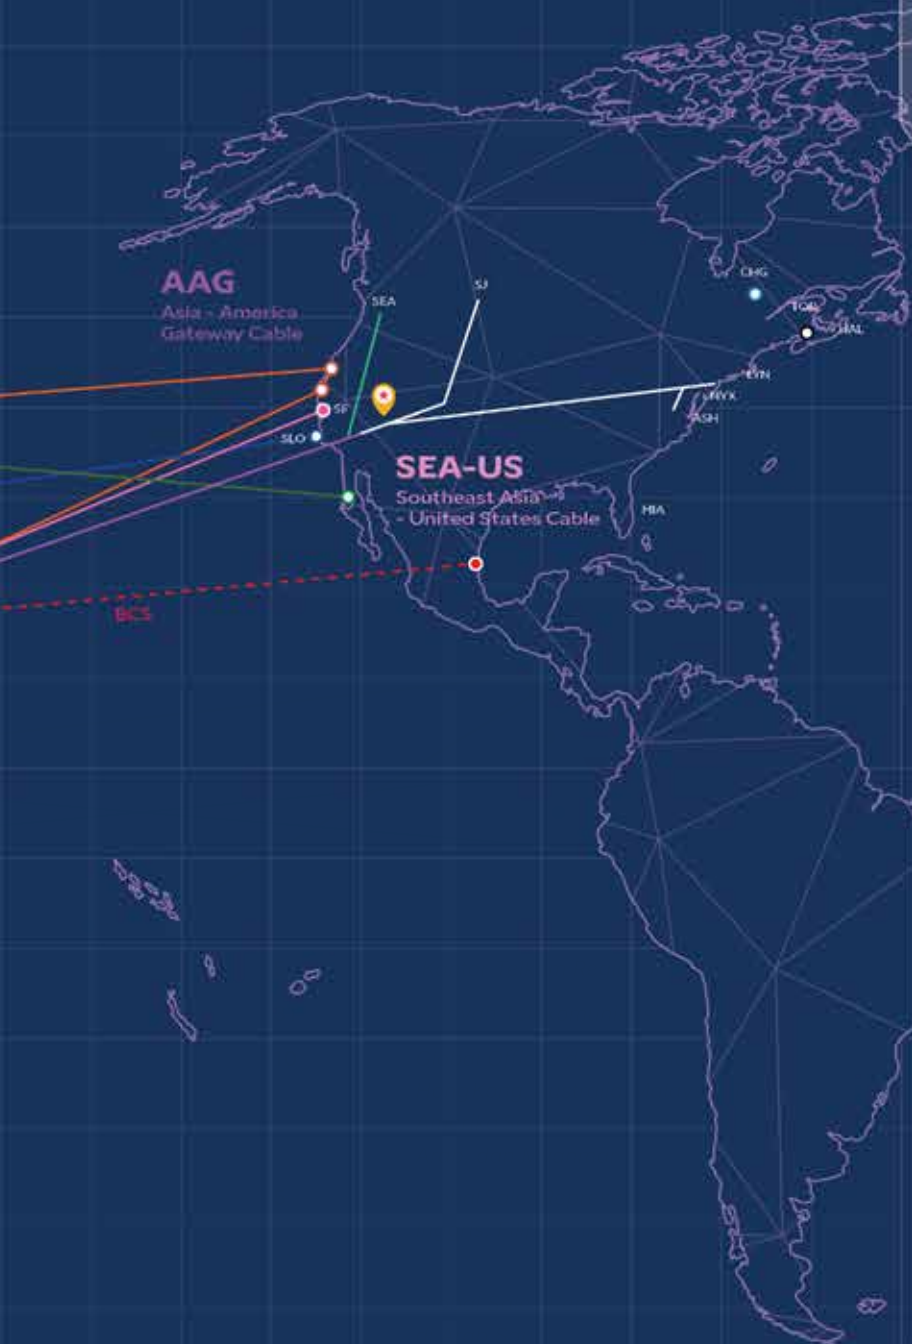 CHG
AAG
Asia - America
Gateway Cable
SEA
SJ
TOR
HAL
LYN
NYX
ASH
SF
SLO
SEA-US
Southeast Asia
- United States Cable
MIA
BCS